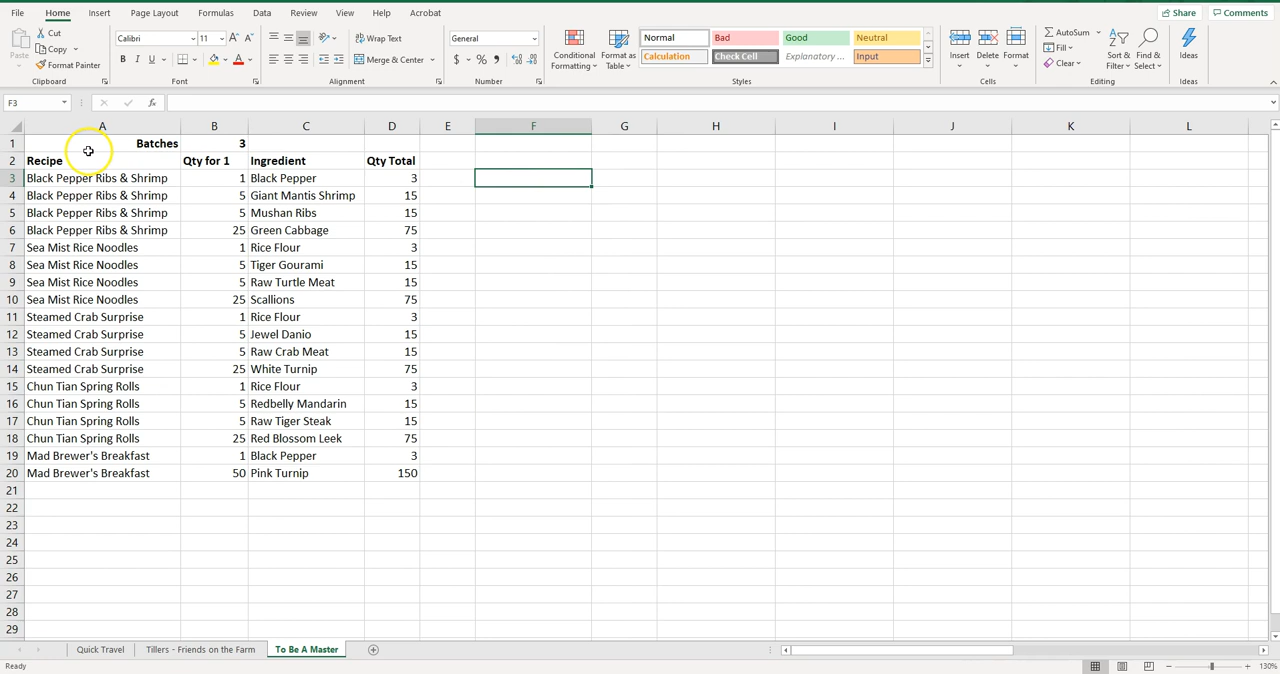 File Home Insert Page Layout Formulas Data Review View Help Acrobat Share Comments
Cut Calibri 11 A A Wrap Text General Normal Bad Good Neutral AutoSum
Copy Paste Conditional Format as Insert Delete Format Fill Sort & Find & Ideas
Format Painter B I U A Merge & Center $ % , Formatting Table Calculation Check Cell Explanatory ... Input Clear Filter Select
Clipboard Font Alignment Number Styles Cells Editing Ideas
F3 fx
A B C D E F G H I J K L
1 Batches 3
2 Recipe Qty for 1 Ingredient Qty Total
3 Black Pepper Ribs & Shrimp 1 Black Pepper 3
4 Black Pepper Ribs & Shrimp 5 Giant Mantis Shrimp 15
5 Black Pepper Ribs & Shrimp 5 Mushan Ribs 15
6 Black Pepper Ribs & Shrimp 25 Green Cabbage 75
7 Sea Mist Rice Noodles 1 Rice Flour 3
8 Sea Mist Rice Noodles 5 Tiger Gourami 15
9 Sea Mist Rice Noodles 5 Raw Turtle Meat 15
10 Sea Mist Rice Noodles 25 Scallions 75
11 Steamed Crab Surprise 1 Rice Flour 3
12 Steamed Crab Surprise 5 Jewel Danio 15
13 Steamed Crab Surprise 5 Raw Crab Meat 15
14 Steamed Crab Surprise 25 White Turnip 75
15 Chun Tian Spring Rolls 1 Rice Flour 3
16 Chun Tian Spring Rolls 5 Redbelly Mandarin 15
17 Chun Tian Spring Rolls 5 Raw Tiger Steak 15
18 Chun Tian Spring Rolls 25 Red Blossom Leek 75
19 Mad Brewer's Breakfast 1 Black Pepper 3
20 Mad Brewer's Breakfast 50 Pink Turnip 150
21
22
23
24
25
26
27
28
29
Quick Travel Tillers - Friends on the Farm To Be A Master
Ready 130%